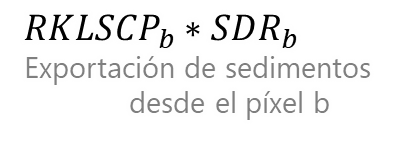 RKLSCP_b * SDR_b
Exportación de sedimentos
desde el píxel b